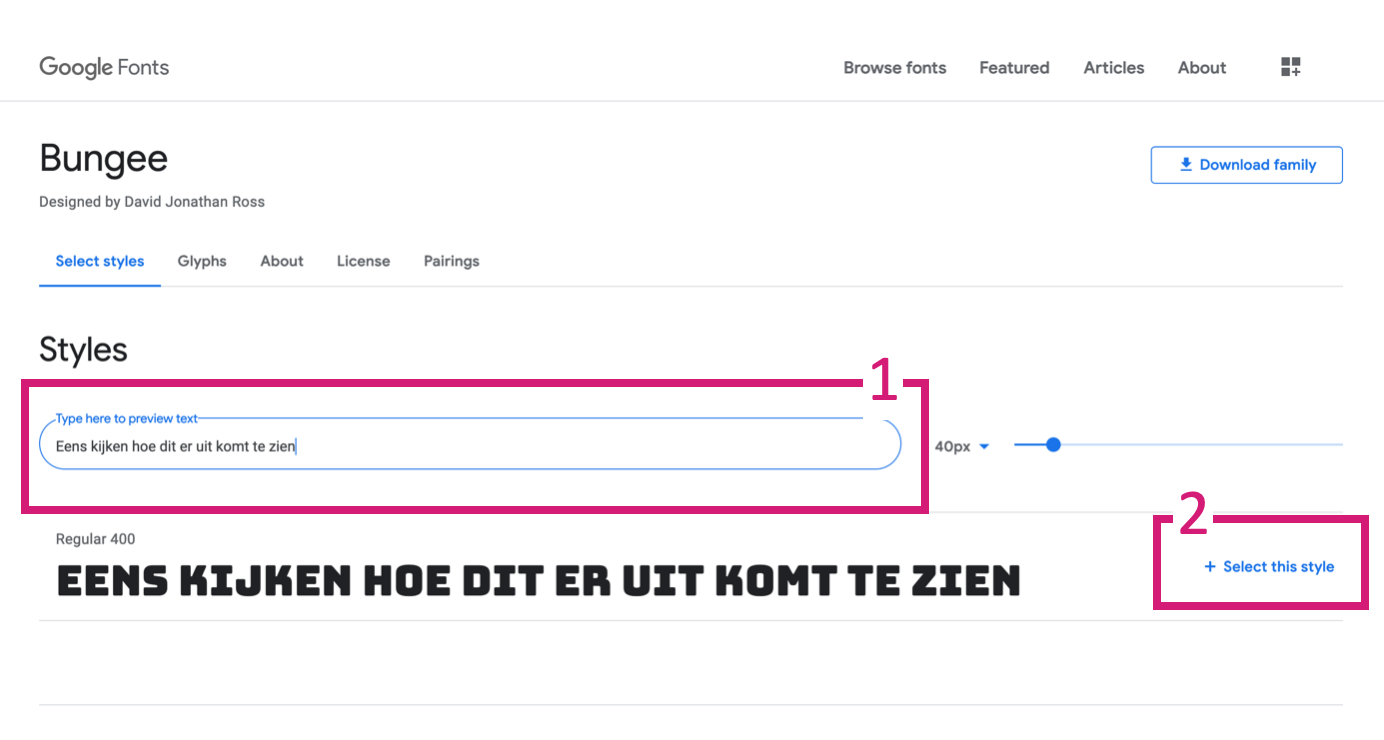 Google Fonts
Browse fonts Featured Articles About
Bungee
Download family
Designed by David Jonathan Ross
Select styles Glyphs About License Pairings
Styles
1
Type here to preview text
Eens kijken hoe dit er uit komt te zien
40px
2
Regular 400
EENS KIJKEN HOE DIT ER UIT KOMT TE ZIEN
+ Select this style